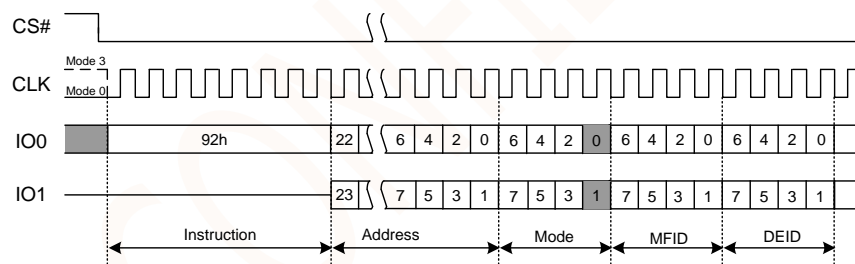 CS#
Mode 3
CLK
Mode 0
IO0 92h 22 6 4 2 0 6 4 2 0 6 4 2 0 6 4 2 0
IO1 23 7 5 3 1 7 5 3 1 7 5 3 1 7 5 3 1
Instruction Address Mode MFID DEID